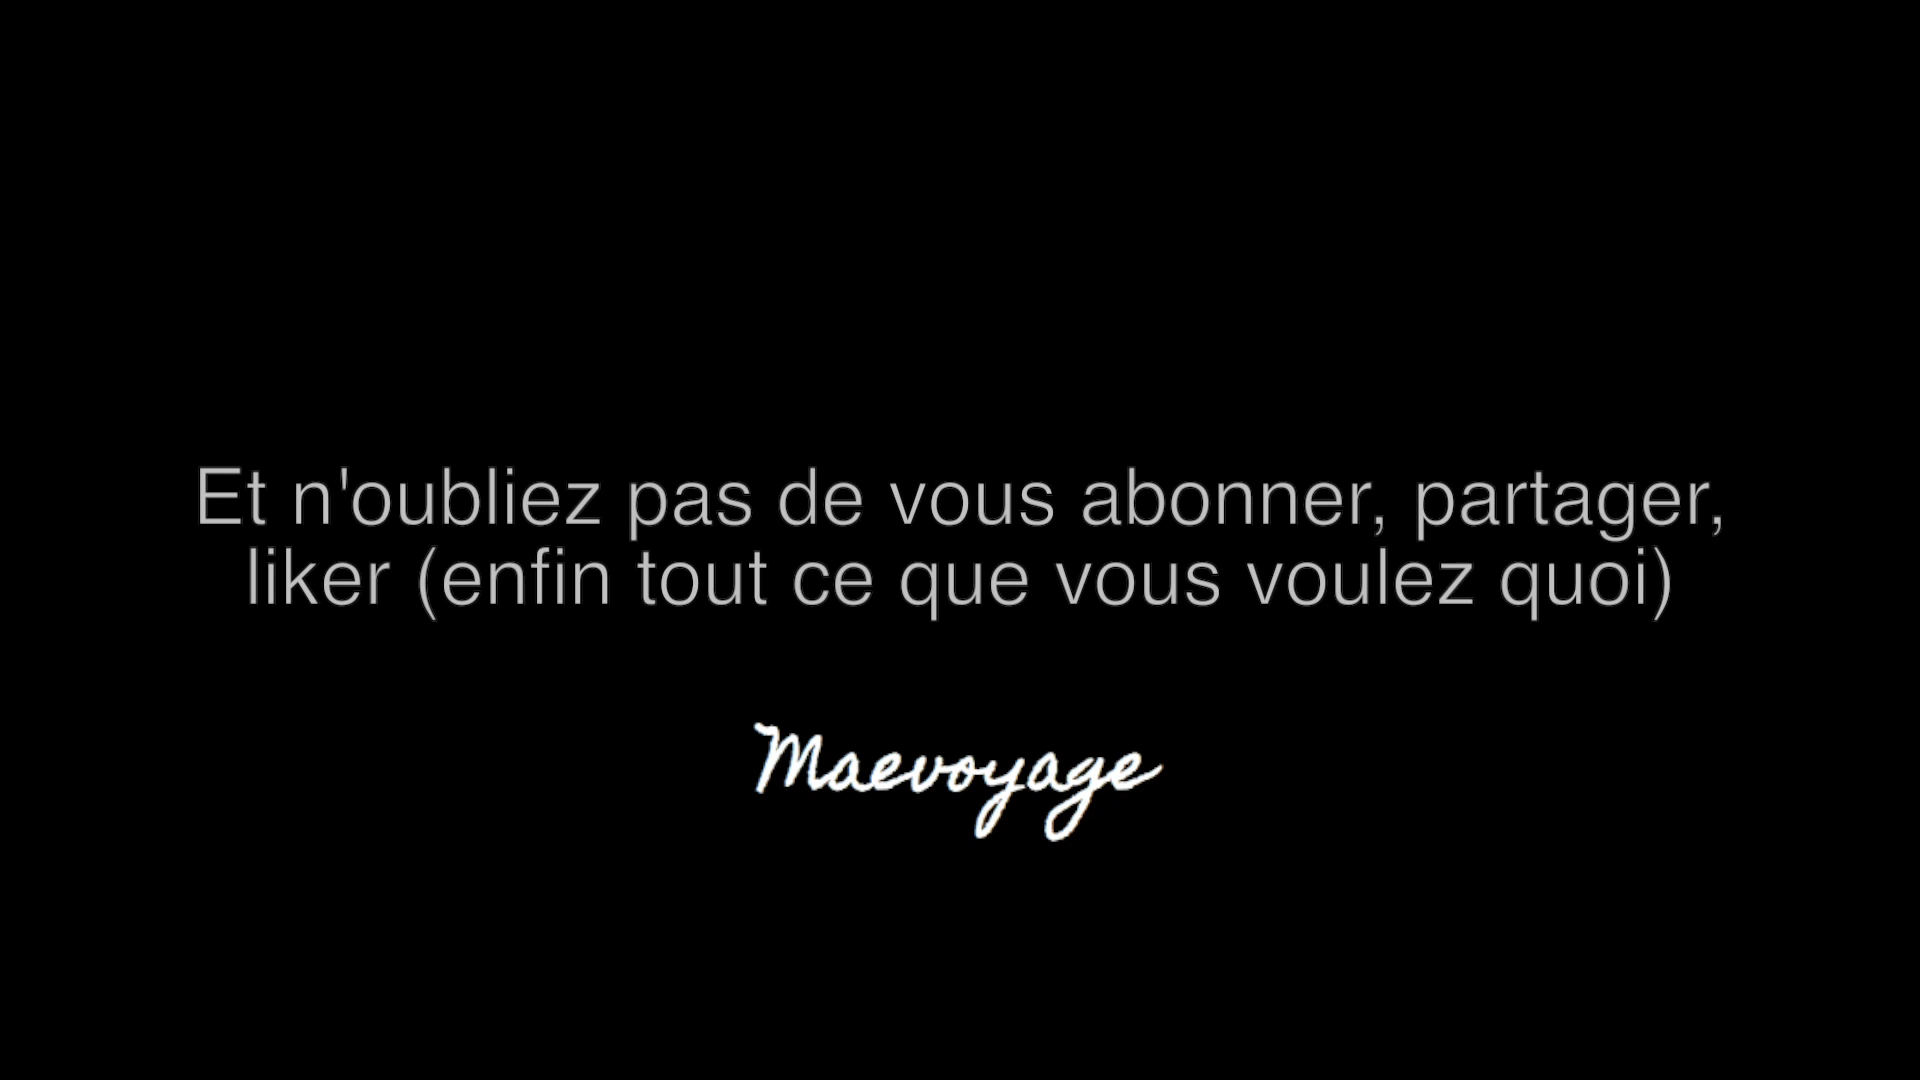 Et n'oubliez pas de vous abonner, partager,
liker (enfin tout ce que vous voulez quoi)
Maevoyage